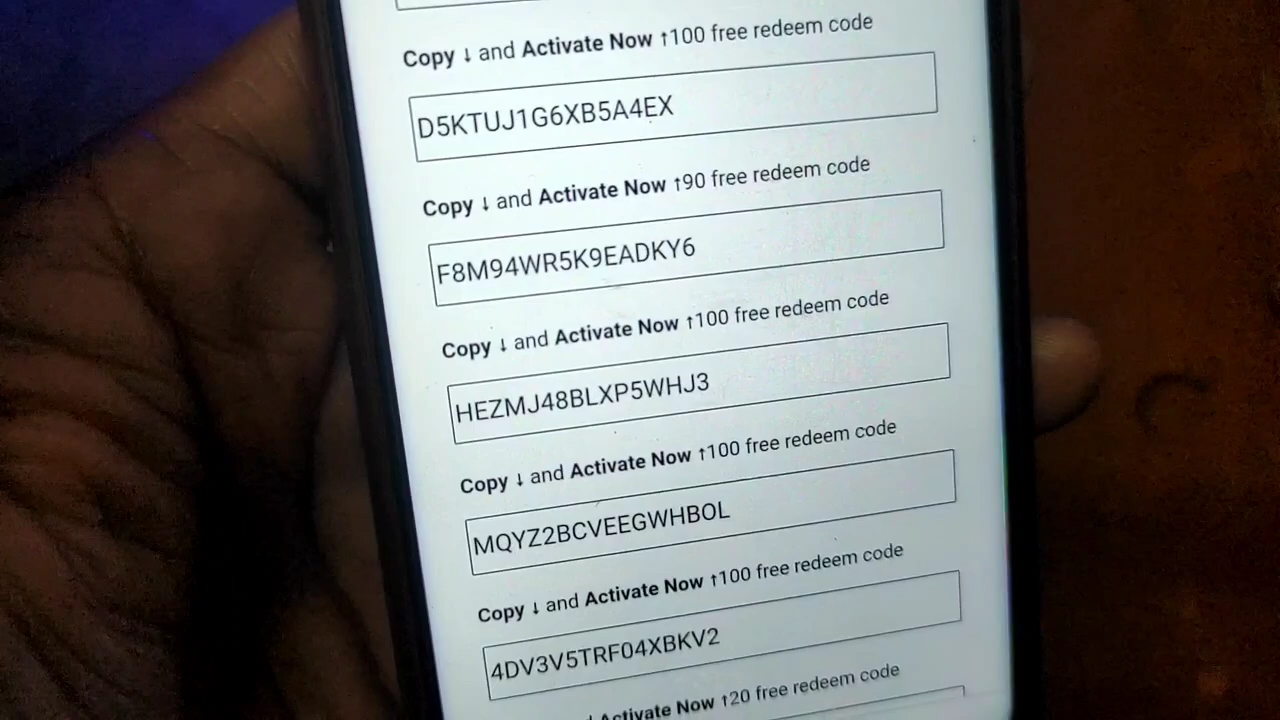 Copy ↓ and Activate Now ↑100 free redeem code
D5KTUJ1G6XB5A4EX
Copy ↓ and Activate Now ↑90 free redeem code
F8M94WR5K9EADKY6
Copy ↓ and Activate Now ↑100 free redeem code
HEZMJ48BLXP5WHJ3
Copy ↓ and Activate Now ↑100 free redeem code
MQYZ2BCVEEGWHBOL
Copy ↓ and Activate Now ↑100 free redeem code
4DV3V5TRF04XBKV2
Activate Now ↑20 free redeem code